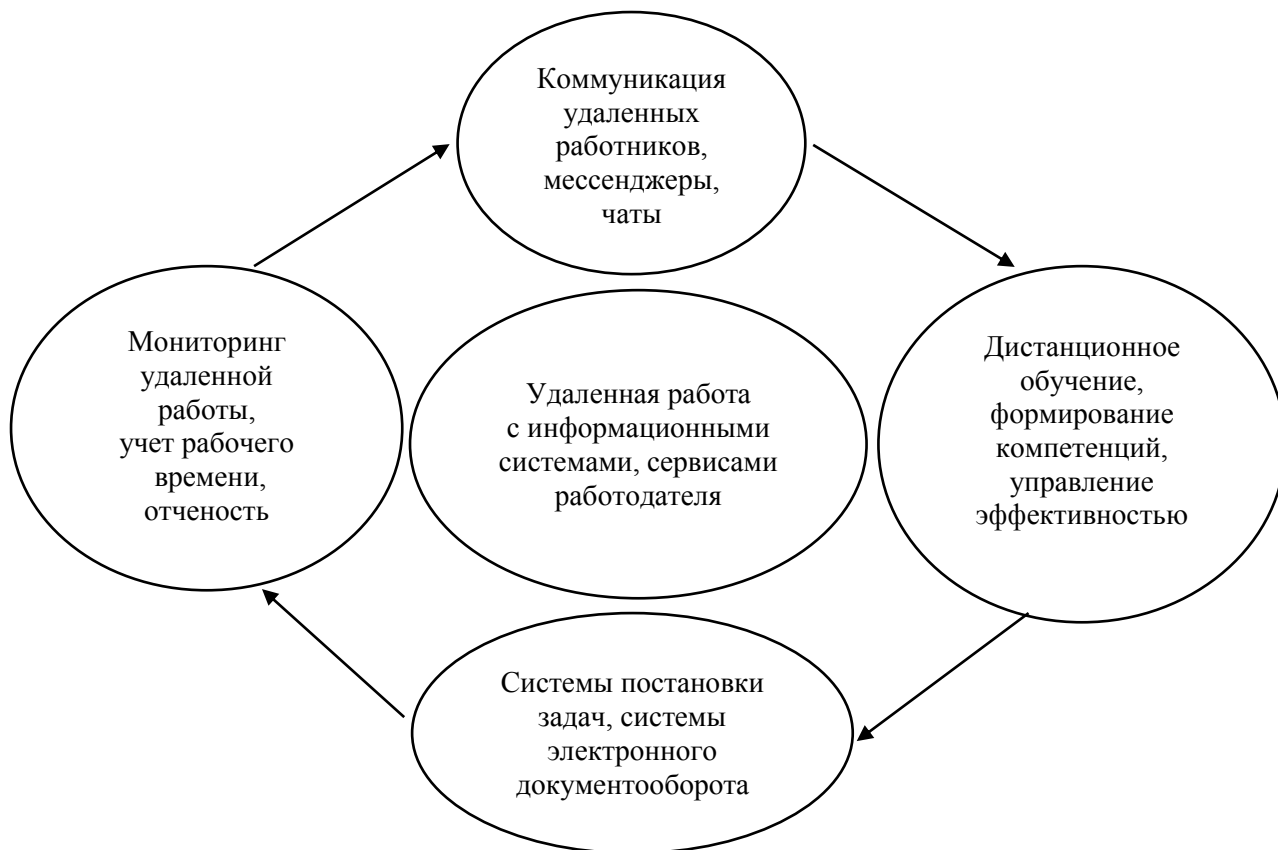 Коммуникация
удаленных
работников,
мессенджеры,
чаты
Мониторинг
удаленной
работы,
учет рабочего
времени,
отченость
Удаленная работа
с информационными
системами, сервисами
работодателя
Дистанционное
обучение,
формирование
компетенций,
управление
эффективностью
Системы постановки
задач, системы
электронного
документооборота